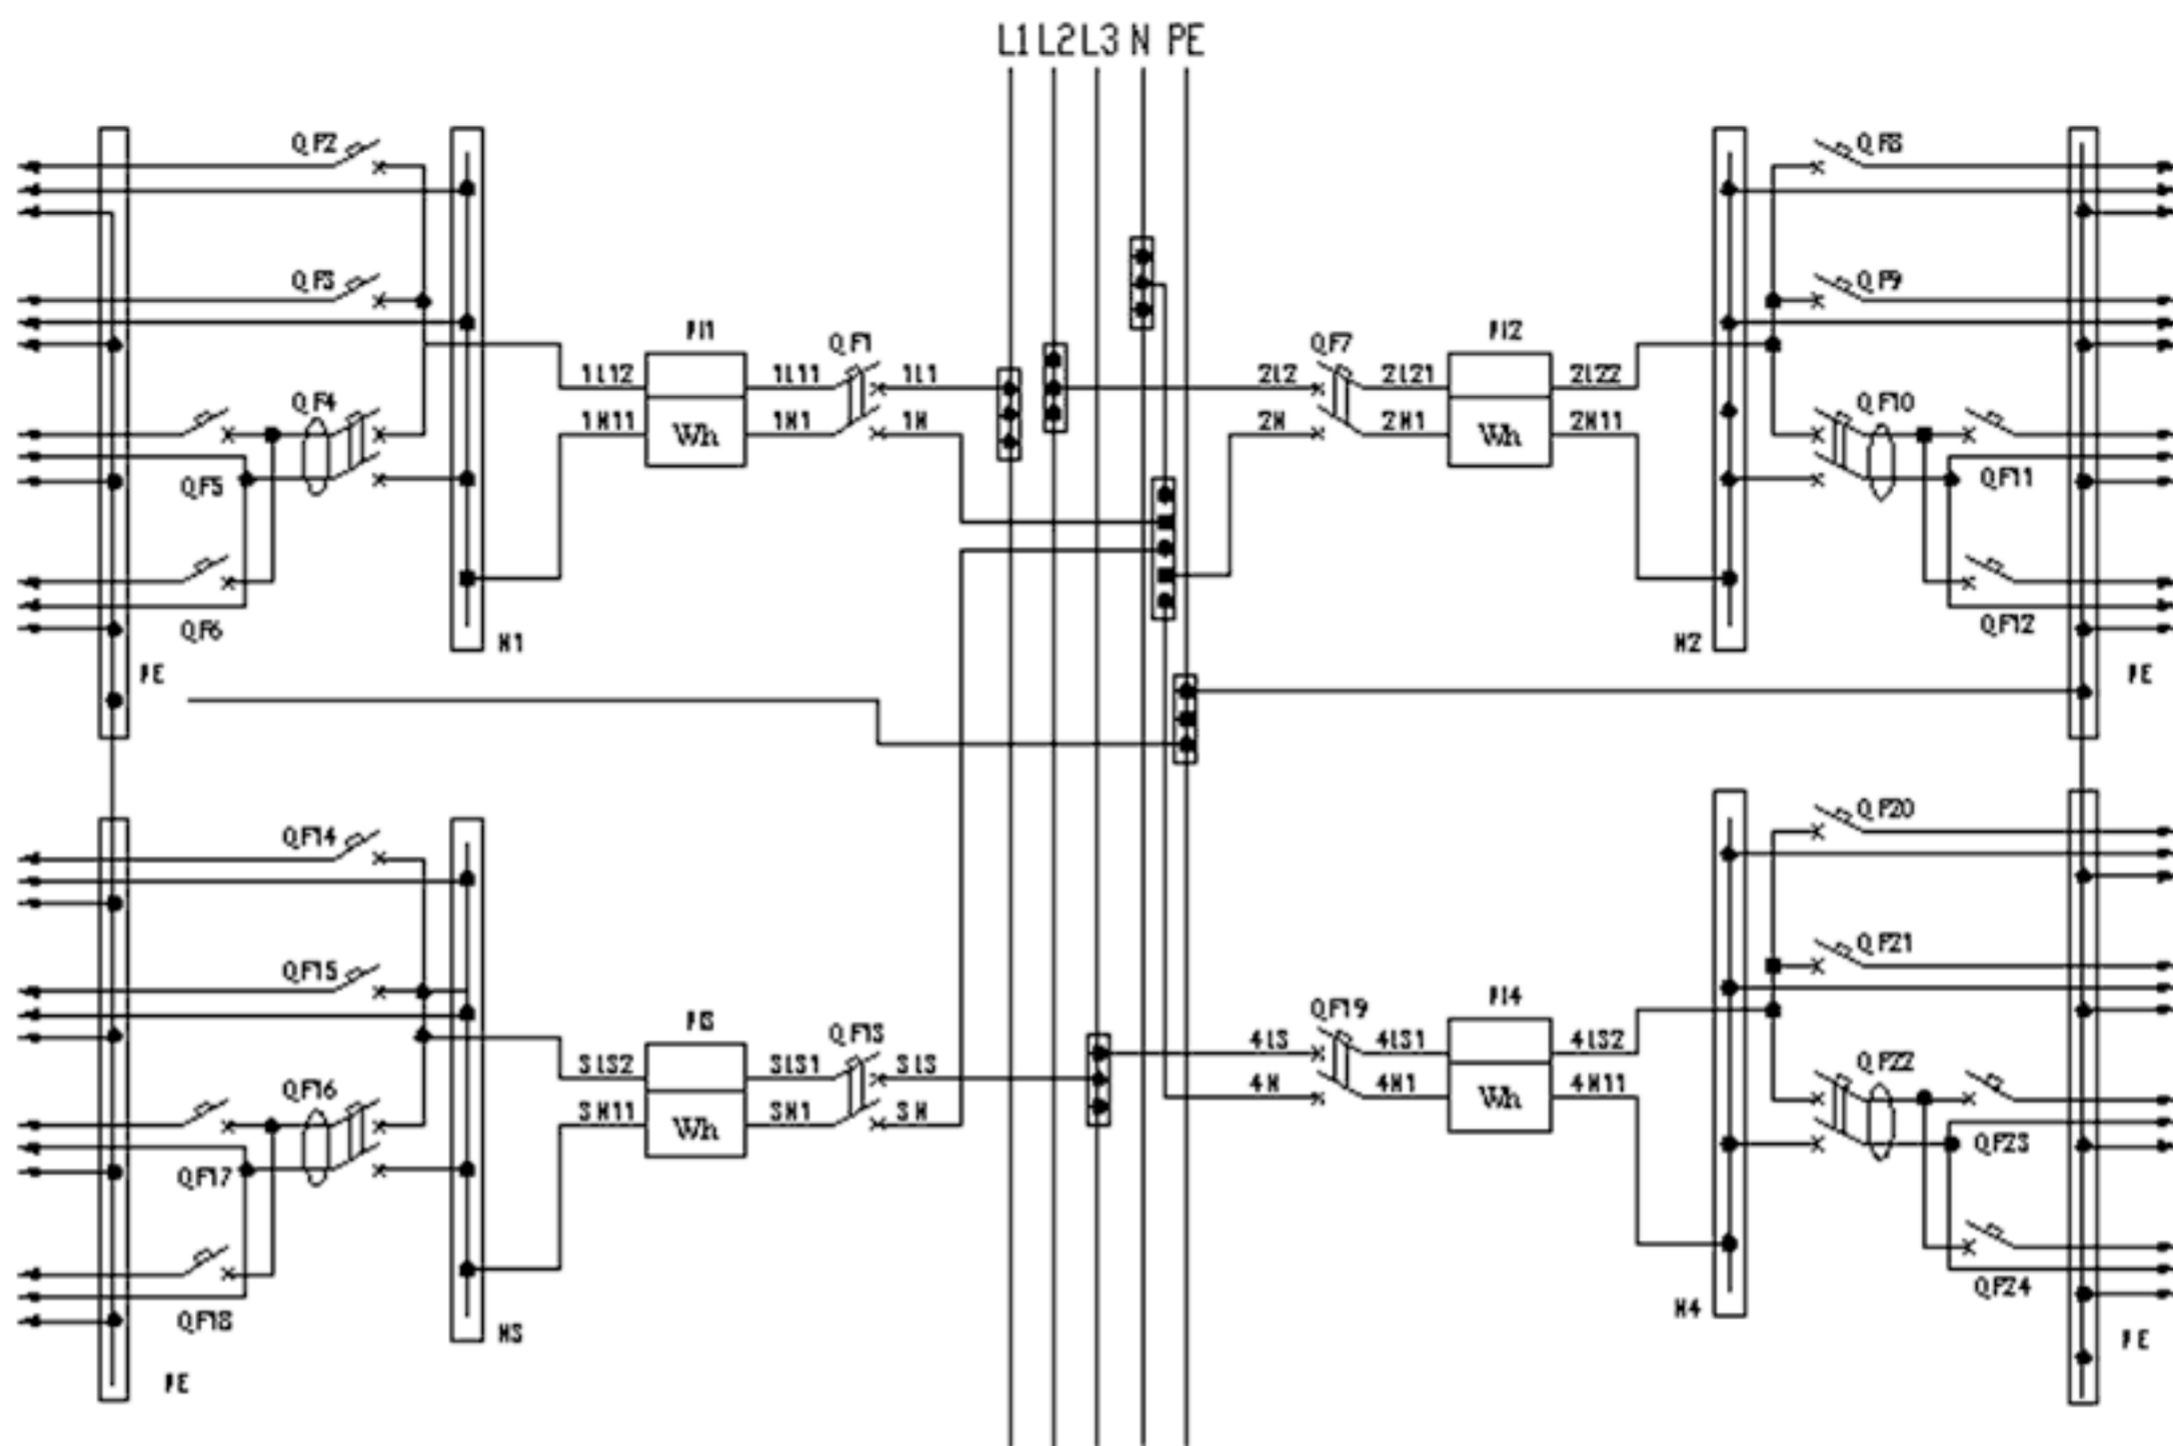 L1 L2 L3 N PE
QF2
QF8
QF3
QF9
PI1
QF1
QF7
PI2
1L12
1L11
1L1
2L2
2L21
2L22
QF4
QF10
1N11
Wh
1N1
1N
2N
2N1
Wh
2N11
QF5
QF11
QF6
N1
N2
QF12
PE
PE
QF14
QF20
QF15
QF21
PI3
QF13
QF19
PI4
3L32
3L31
3L3
4L3
4L31
4L32
QF16
QF22
3N11
Wh
3N1
3N
4N
4N1
Wh
4N11
QF17
QF23
QF18
N3
N4
QF24
PE
PE